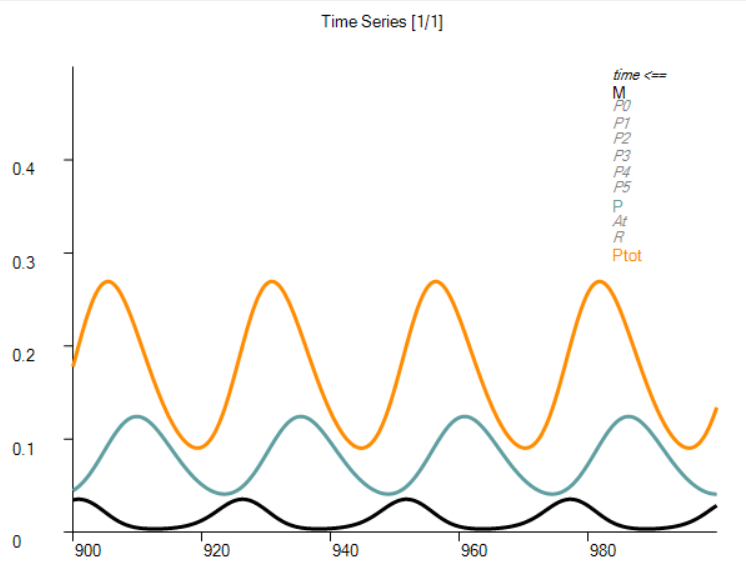 Time Series [1/1]
time <==
M
P0
P1
P2
P3
P4
P5
P
At
R
Ptot
0.4
0.3
0.2
0.1
0
900 920 940 960 980